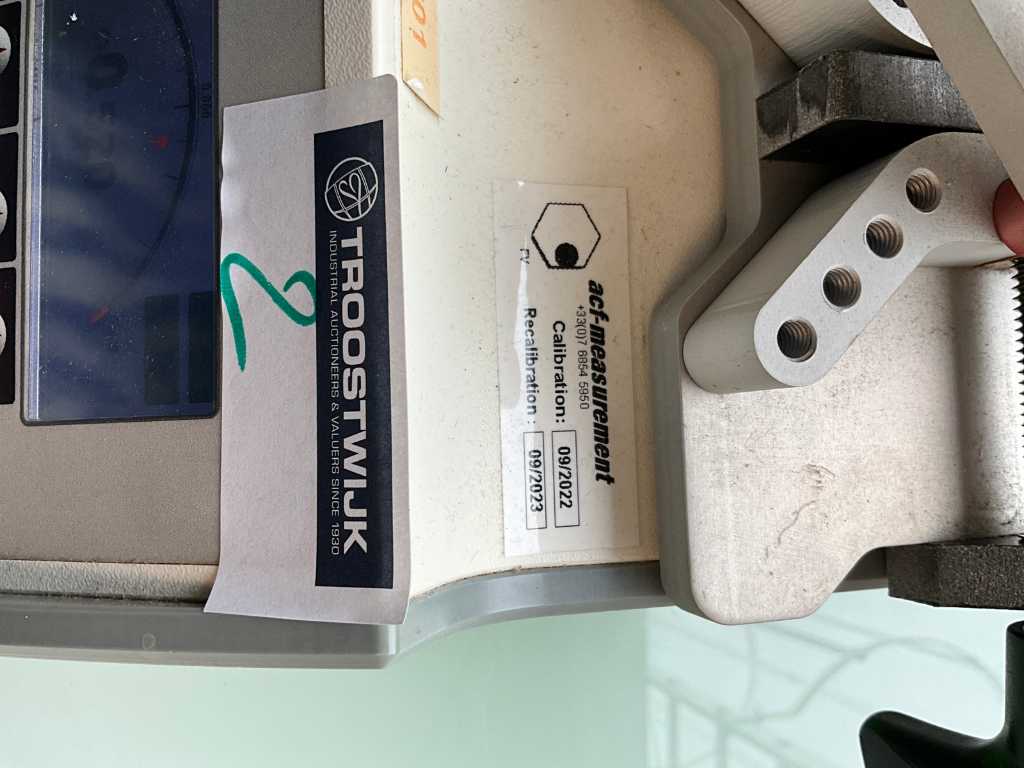 TROOSTWIJK
INDUSTRIAL AUCTIONEERS & VALUERS SINCE 1930
2
acf-measurement
+33(0)7 6854 5950
Calibration: 09/2022
Recalibration: 09/2023